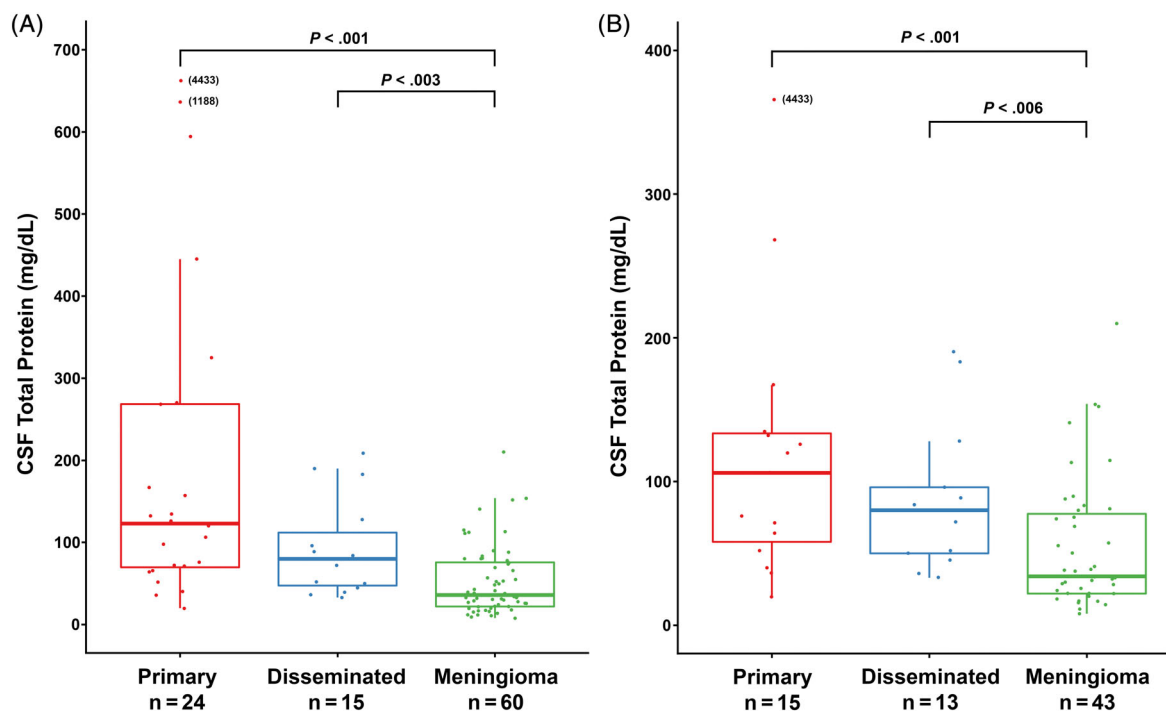 (A)
CSF Total Protein (mg/dL)
700
600
500
400
300
200
100
0
P < .001
P < .003
(4433)
(1188)
Primary
n = 24
Disseminated
n = 15
Meningioma
n = 60
(B)
CSF Total Protein (mg/dL)
400
300
200
100
0
P < .001
P < .006
(4433)
Primary
n = 15
Disseminated
n = 13
Meningioma
n = 43